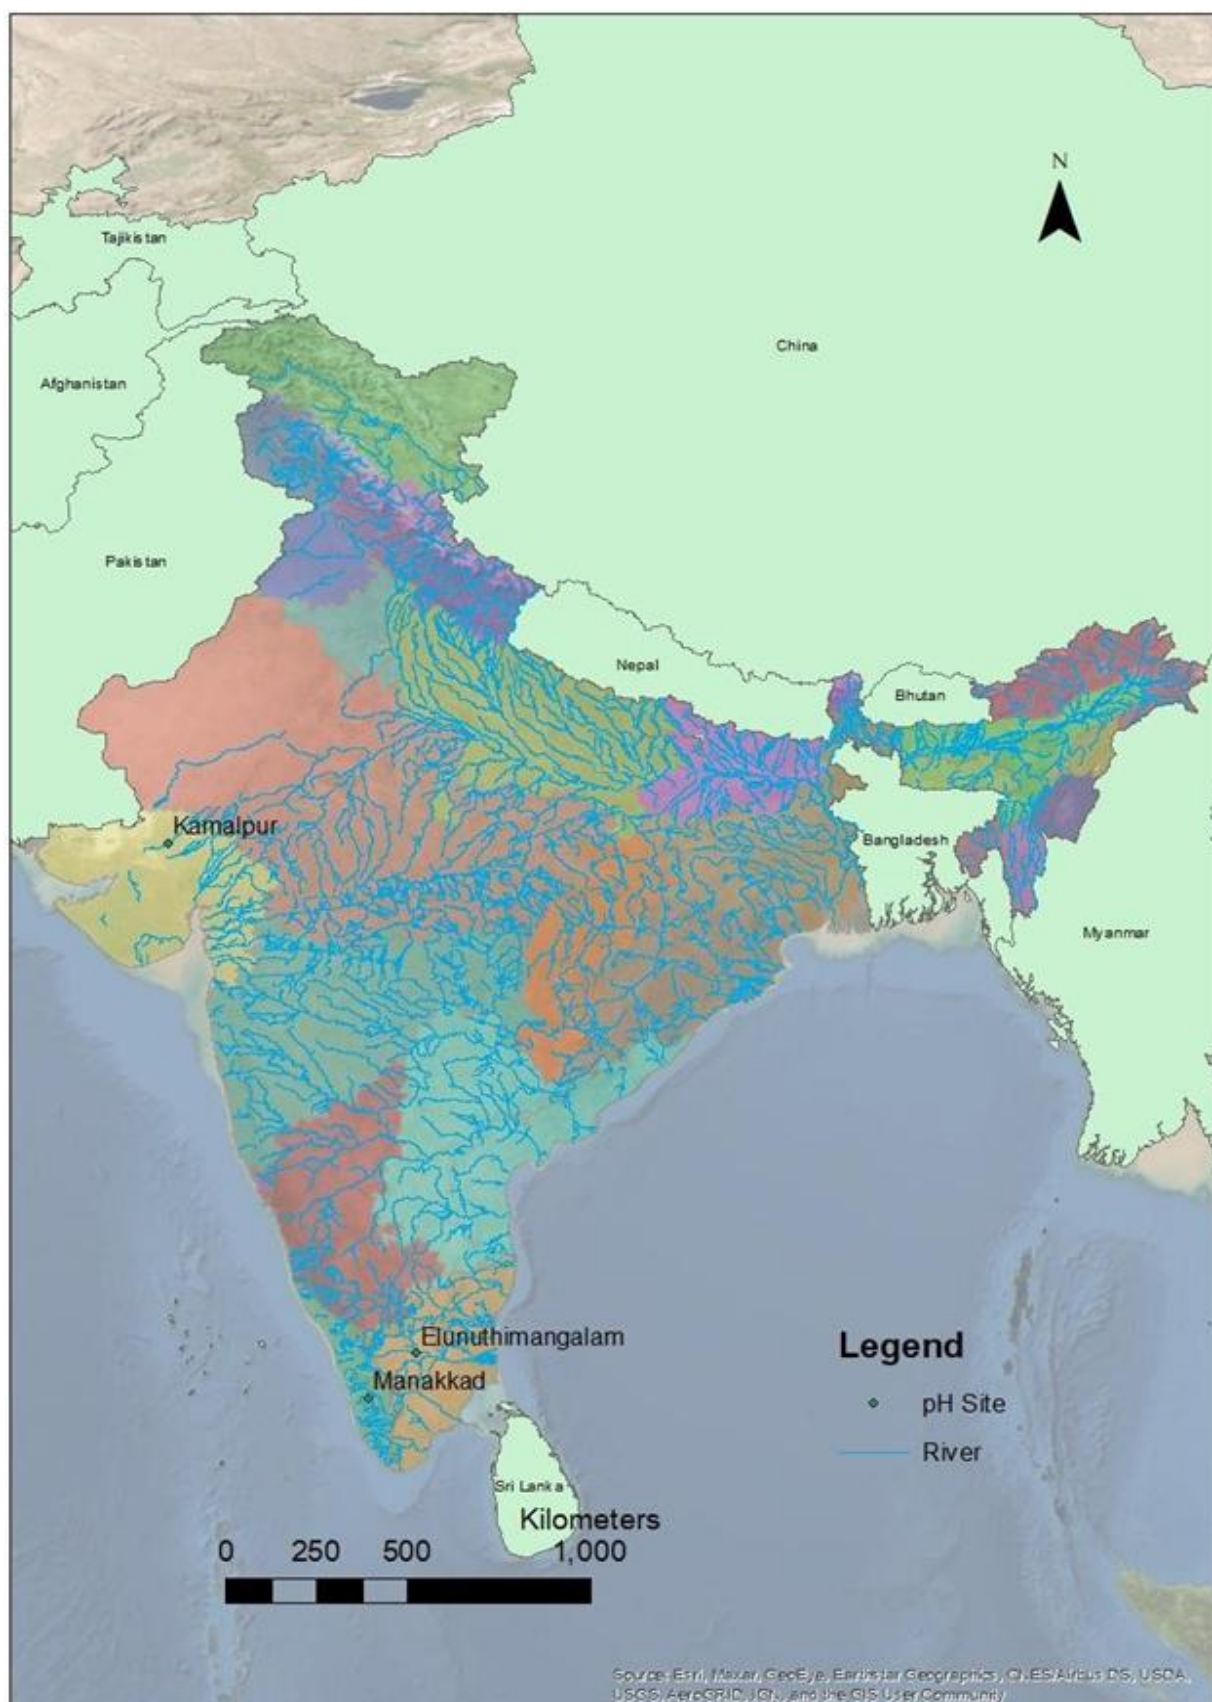 N
Tajikistan
China
Afghanistan
Pakistan
Nepal
Bhutan
Kamalpur
Bangladesh
Myanmar
Elunuthimangalam
Manakkad
Legend
pH Site
River
Sri Lanka
Kilometers
0 250 500 1,000
Source: Esri, Maxar, GeoEye, Earthstar Geographics, CNES/Airbus DS, USDA,
USGS, AeroGRID, IGN, and the GIS User Community